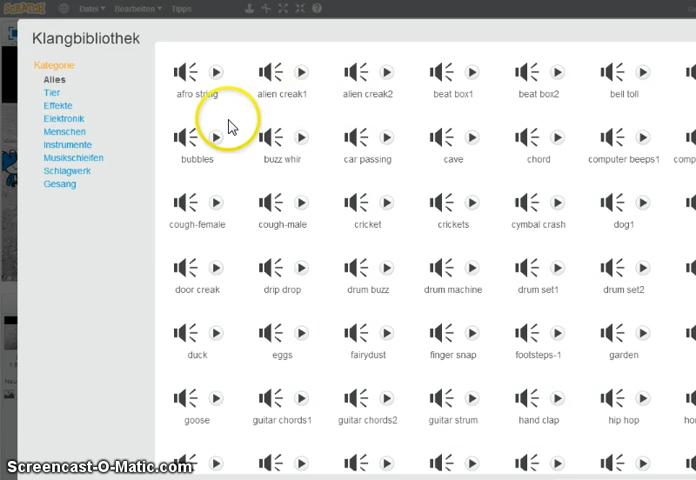 SCRATCH Datei Bearbeiten Tipps
Klangbibliothek
Kategorie
Alles
Tier
Effekte
Elektronik
Menschen
Instrumente
Musikschleifen
Schlagwerk
Gesang
afro string alien creak1 alien creak2 beat box1 beat box2 bell toll
bubbles buzz whir car passing cave chord computer beeps1
cough-female cough-male cricket crickets cymbal crash dog1
door creak drip drop drum buzz drum machine drum set1 drum set2
duck eggs fairydust finger snap footsteps-1 garden
goose guitar chords1 guitar chords2 guitar strum hand clap hip hop
Screencast-O-Matic.com